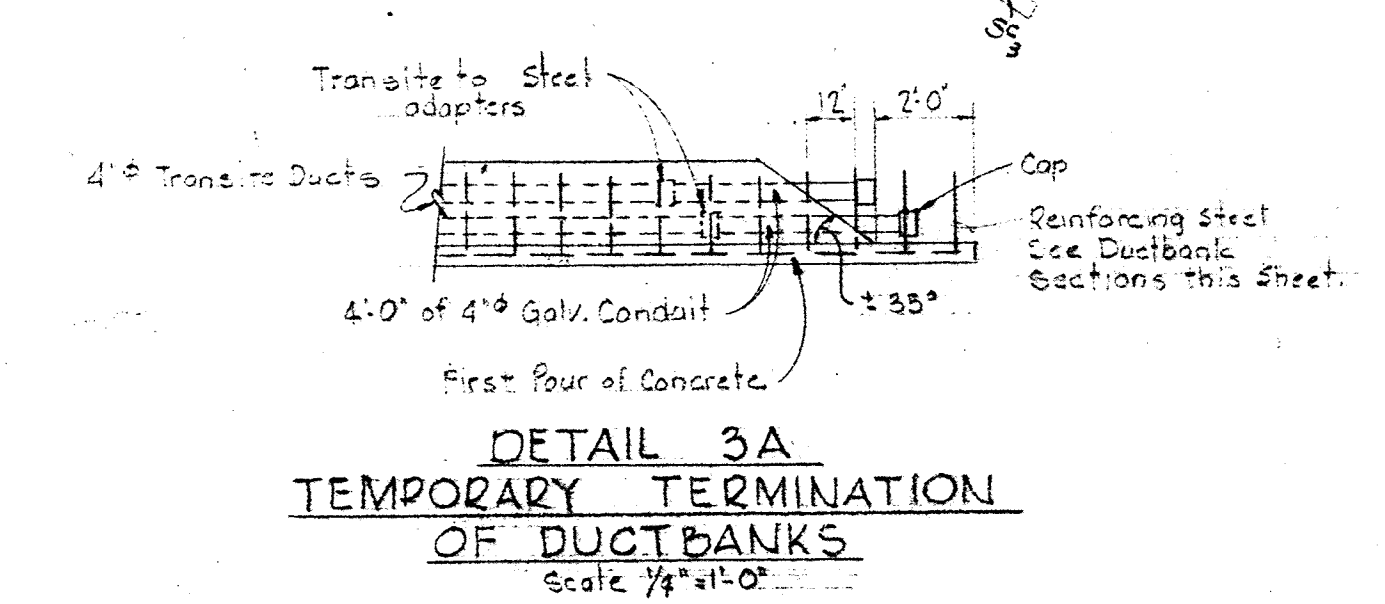 Sc
3
Transite to Steel
adapters
12"
2'-0"
4"ø Transite Ducts
Cap
Reinforcing Steel
See Ductbank
Sections this Sheet.
4'-0" of 4"ø Galv. Conduit
± 35°
First Pour of Concrete
DETAIL 3A
TEMPORARY TERMINATION
OF DUCTBANKS
Scale 1/4"=1'-0"